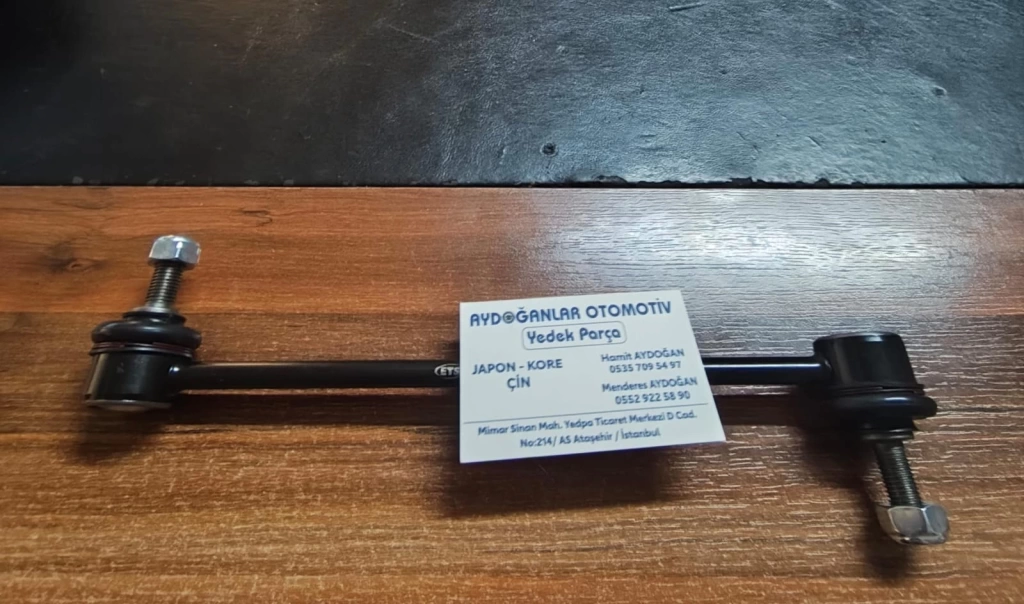 AYDOĞANLAR OTOMOTİV
Yedek Parça
JAPON - KORE
ÇİN
Hamit AYDOĞAN
0535 709 54 97
Menderes AYDOĞAN
0552 922 58 90
Mimar Sinan Mah. Yedpa Ticaret Merkezi D Cad.
No:214/ AS Ataşehir / İstanbul
ETS